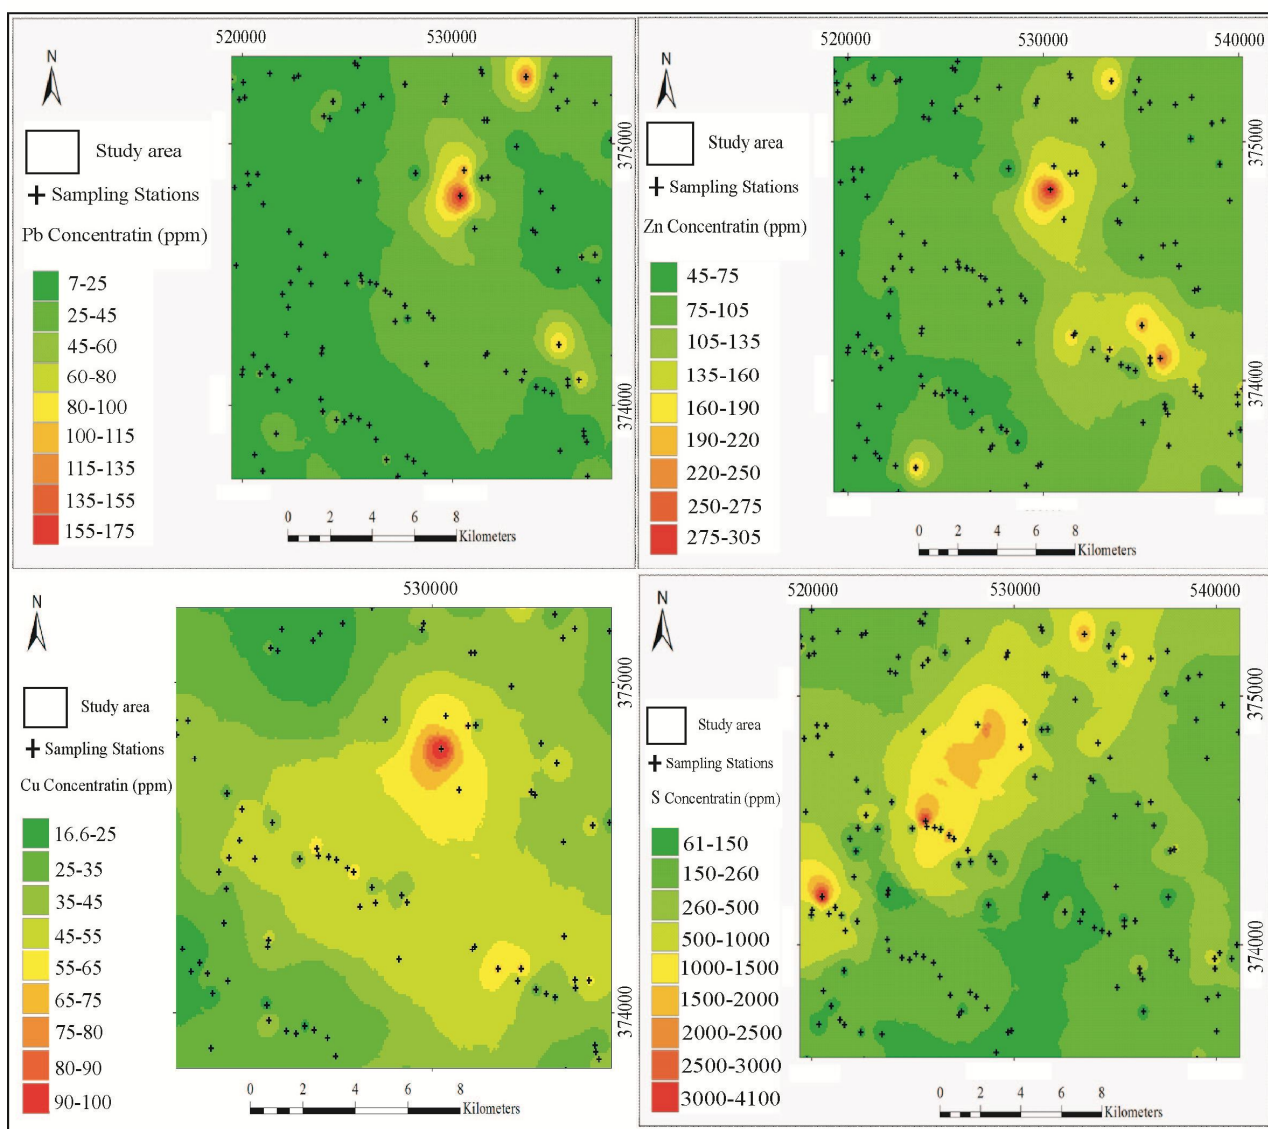 520000 530000
N
375000
Study area
Sampling Stations
Pb Concentratin (ppm)
7-25
25-45
45-60
60-80
80-100
100-115
115-135
135-155
155-175
374000
0 2 4 6 8
Kilometers
520000 530000 540000
N
375000
Study area
Sampling Stations
Zn Concentratin (ppm)
45-75
75-105
105-135
135-160
160-190
190-220
220-250
250-275
275-305
374000
0 2 4 6 8
Kilometers
530000
N
375000
Study area
Sampling Stations
Cu Concentratin (ppm)
16.6-25
25-35
35-45
45-55
55-65
65-75
75-80
80-90
90-100
374000
0 2 4 6 8
Kilometers
520000 530000 540000
N
375000
Study area
Sampling Stations
S Concentratin (ppm)
61-150
150-260
260-500
500-1000
1000-1500
1500-2000
2000-2500
2500-3000
3000-4100
374000
0 2 4 6 8
Kilometers